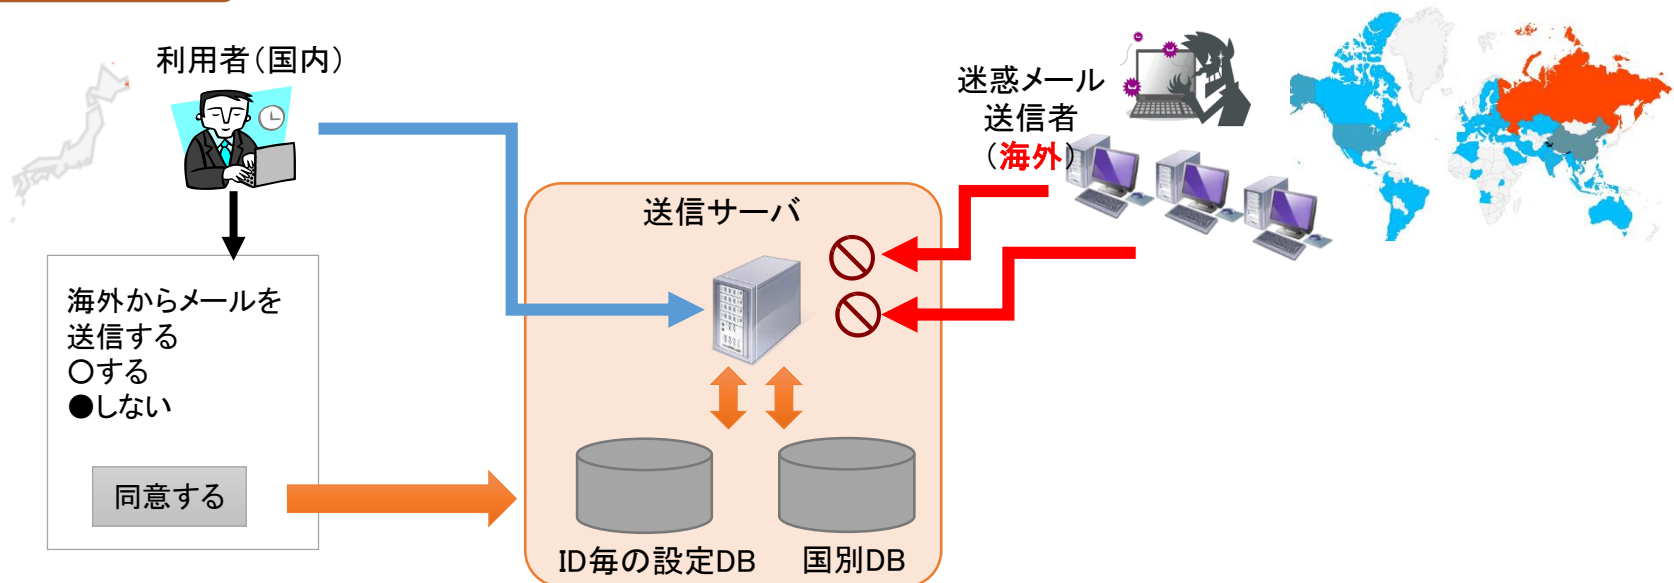 利用者(国内)
迷惑メール
送信者
(海外)
送信サーバ
海外からメールを
送信する
○する
●しない
同意する
ID毎の設定DB
国別DB